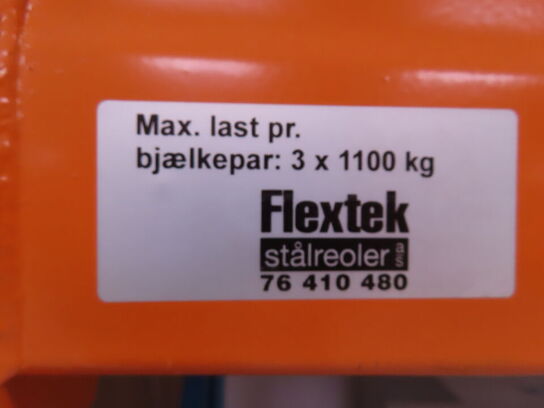 Max. last pr.
bjælkepar: 3 x 1100 kg
Flextek
stålreoler a/s
76 410 480